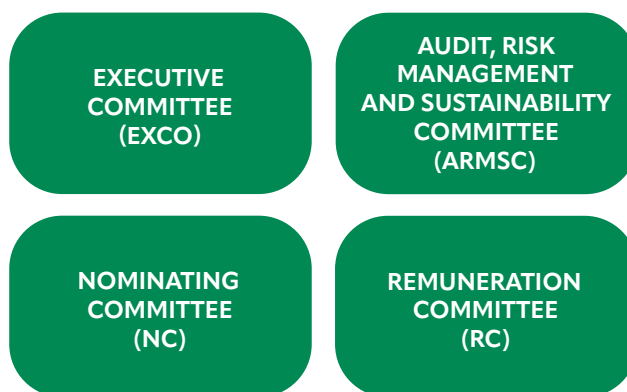 EXECUTIVE
COMMITTEE
(EXCO)
AUDIT, RISK
MANAGEMENT
AND SUSTAINABILITY
COMMITTEE
(ARMSC)
NOMINATING
COMMITTEE
(NC)
REMUNERATION
COMMITTEE
(RC)